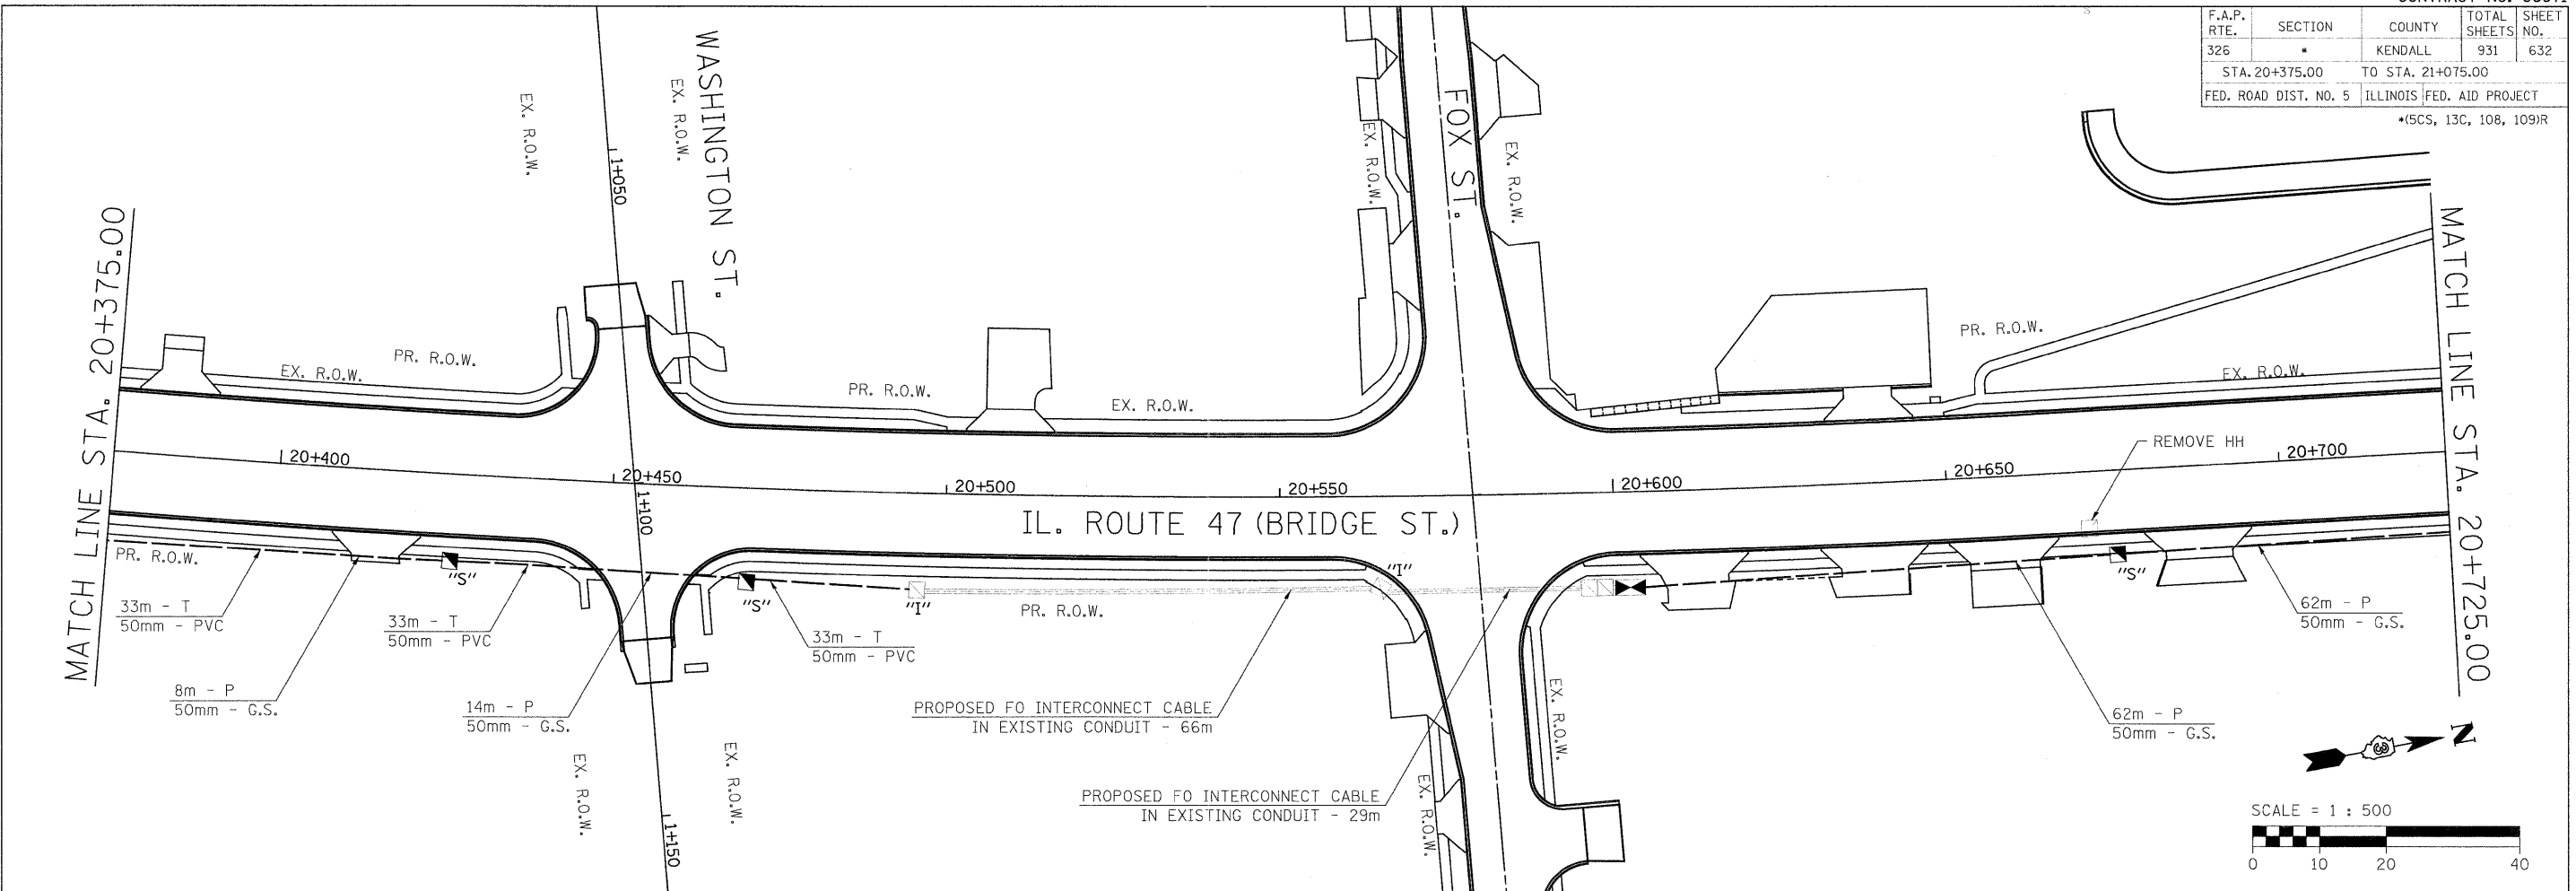 F.A.P. RTE. SECTION COUNTY TOTAL SHEETS SHEET NO.
326 * KENDALL 931 632
STA. 20+375.00 TO STA. 21+075.00
FED. ROAD DIST. NO. 5 ILLINOIS FED. AID PROJECT
*(5CS, 13C, 108, 109)R
MATCH LINE STA. 20+375.00
WASHINGTON ST.
EX. R.O.W.
EX. R.O.W.
1+050
FOX ST.
EX. R.O.W.
EX. R.O.W.
MATCH LINE STA. 20+725.00
EX. R.O.W.
PR. R.O.W.
PR. R.O.W.
EX. R.O.W.
PR. R.O.W.
EX. R.O.W.
20+400
20+450
20+500
20+550
20+600
20+650
20+700
REMOVE HH
1+100
IL. ROUTE 47 (BRIDGE ST.)
PR. R.O.W.
"S"
"S"
"I"
"I"
"S"
PR. R.O.W.
33m - T
50mm - PVC
33m - T
50mm - PVC
33m - T
50mm - PVC
62m - P
50mm - G.S.
8m - P
50mm - G.S.
14m - P
50mm - G.S.
PROPOSED FO INTERCONNECT CABLE
IN EXISTING CONDUIT - 66m
62m - P
50mm - G.S.
EX. R.O.W.
EX. R.O.W.
EX. R.O.W.
EX. R.O.W.
PROPOSED FO INTERCONNECT CABLE
IN EXISTING CONDUIT - 29m
1+150
N
SCALE = 1 : 500
0 10 20 40